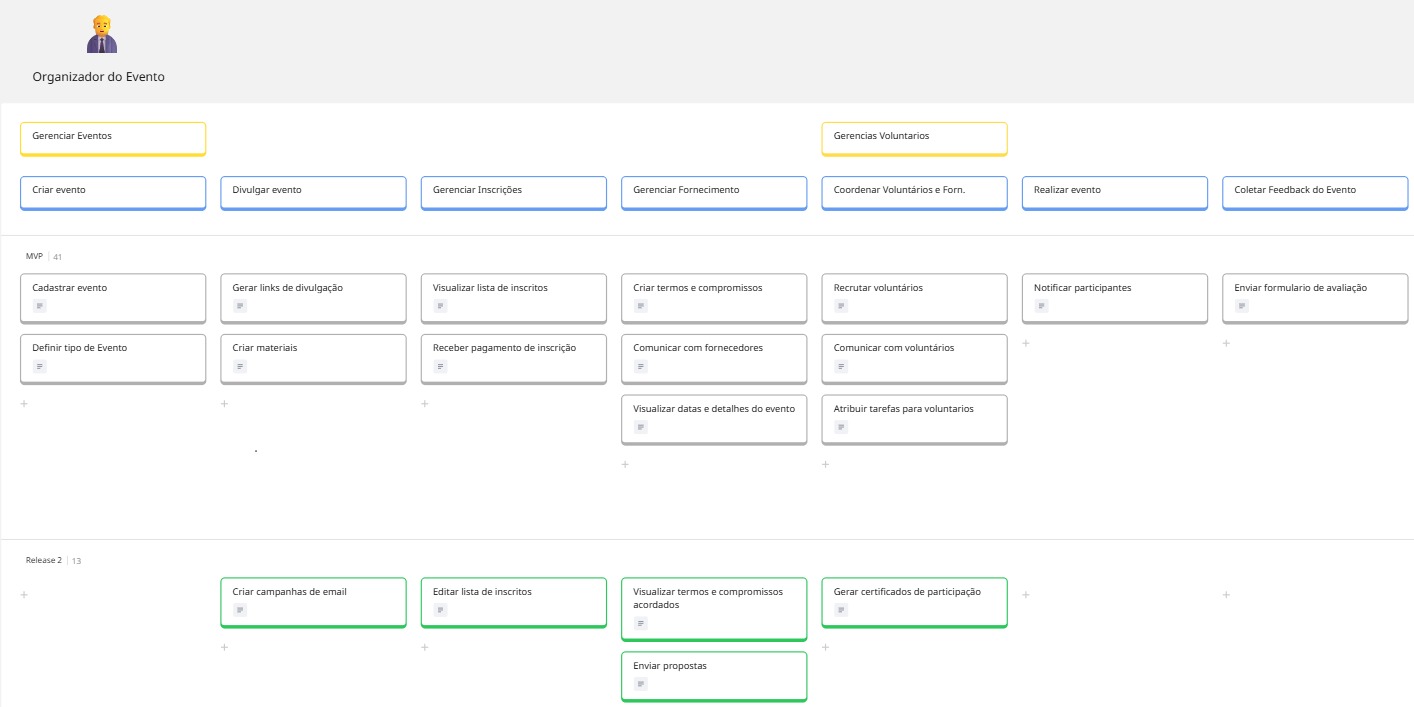 Organizador do Evento
Gerenciar Eventos
Gerencias Voluntarios
Criar evento
Divulgar evento
Gerenciar Inscrições
Gerenciar Fornecimento
Coordenar Voluntários e Forn.
Realizar evento
Coletar Feedback do Evento
MVP 41
Cadastrar evento
Gerar links de divulgação
Visualizar lista de inscritos
Criar termos e compromissos
Recrutar voluntários
Notificar participantes
Enviar formulario de avaliação
Definir tipo de Evento
Criar materiais
Receber pagamento de inscrição
Comunicar com fornecedores
Comunicar com voluntários
Visualizar datas e detalhes do evento
Atribuir tarefas para voluntarios
Release 2 13
Criar campanhas de email
Editar lista de inscritos
Visualizar termos e compromissos
acordados
Gerar certificados de participação
Enviar propostas